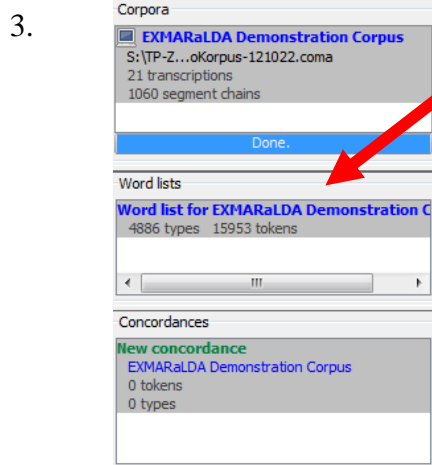 3.
Corpora
EXMARaLDA Demonstration Corpus
S:\TP-Z...oKorpus-121022.coma
21 transcriptions
1060 segment chains
Done.
Word lists
Word list for EXMARaLDA Demonstration C
4886 types 15953 tokens
Concordances
New concordance
EXMARaLDA Demonstration Corpus
0 tokens
0 types